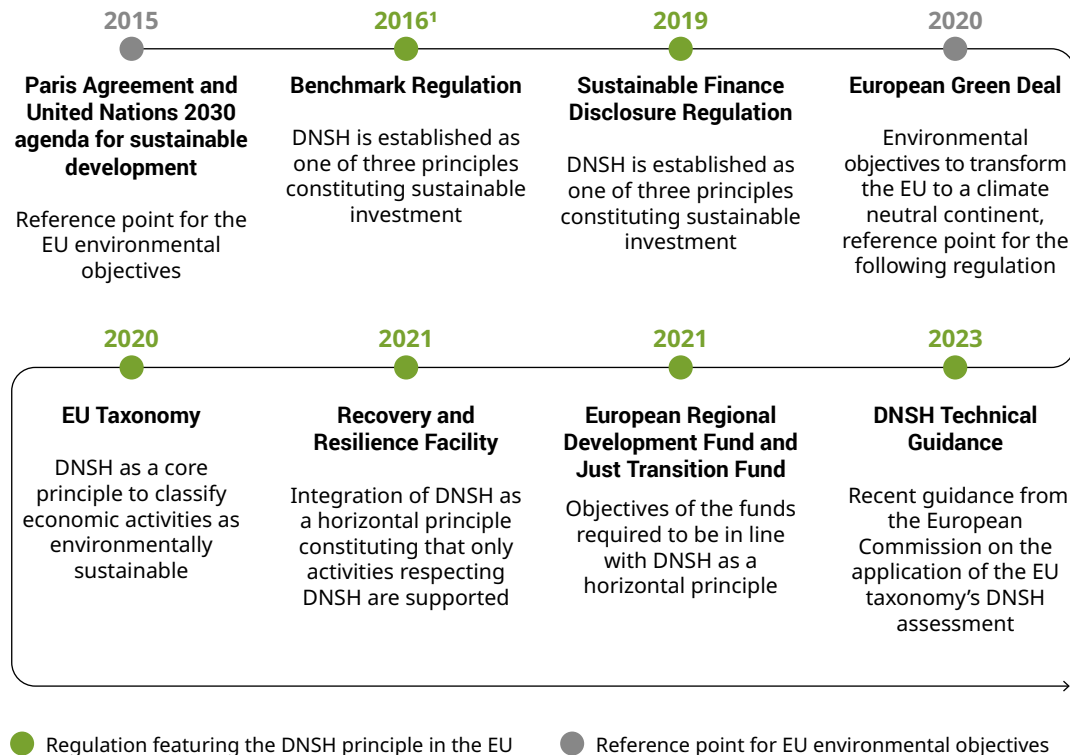 2015
Paris Agreement and
United Nations 2030
agenda for sustainable
development
Reference point for the
EU environmental
objectives
2016¹
Benchmark Regulation
DNSH is established as
one of three principles
constituting sustainable
investment
2019
Sustainable Finance
Disclosure Regulation
DNSH is established as
one of three principles
constituting sustainable
investment
2020
European Green Deal
Environmental
objectives to transform
the EU to a climate
neutral continent,
reference point for the
following regulation
2020
EU Taxonomy
DNSH as a core
principle to classify
economic activities as
environmentally
sustainable
2021
Recovery and
Resilience Facility
Integration of DNSH as
a horizontal principle
constituting that only
activities respecting
DNSH are supported
2021
European Regional
Development Fund and
Just Transition Fund
Objectives of the funds
required to be in line
with DNSH as a
horizontal principle
2023
DNSH Technical
Guidance
Recent guidance from
the European
Commission on the
application of the EU
taxonomy's DNSH
assessment
Regulation featuring the DNSH principle in the EU
Reference point for EU environmental objectives